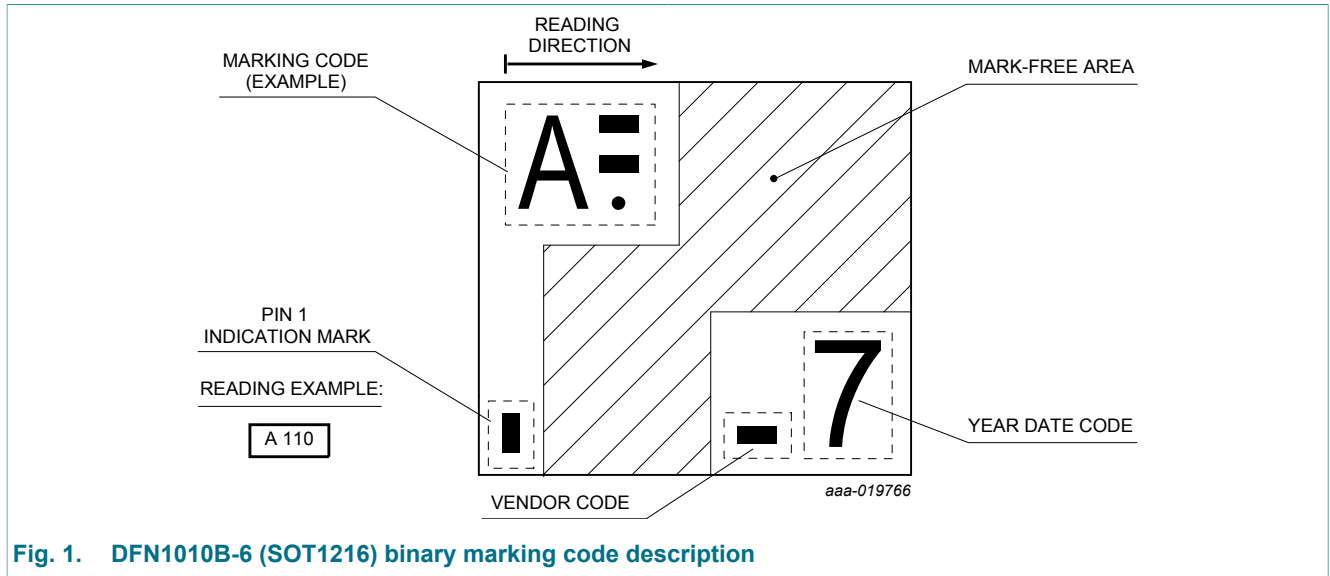 READING
DIRECTION
MARKING CODE
(EXAMPLE)
MARK-FREE AREA
A
PIN 1
INDICATION MARK
READING EXAMPLE:
A 110
7
YEAR DATE CODE
VENDOR CODE
aaa-019766
Fig. 1. DFN1010B-6 (SOT1216) binary marking code description